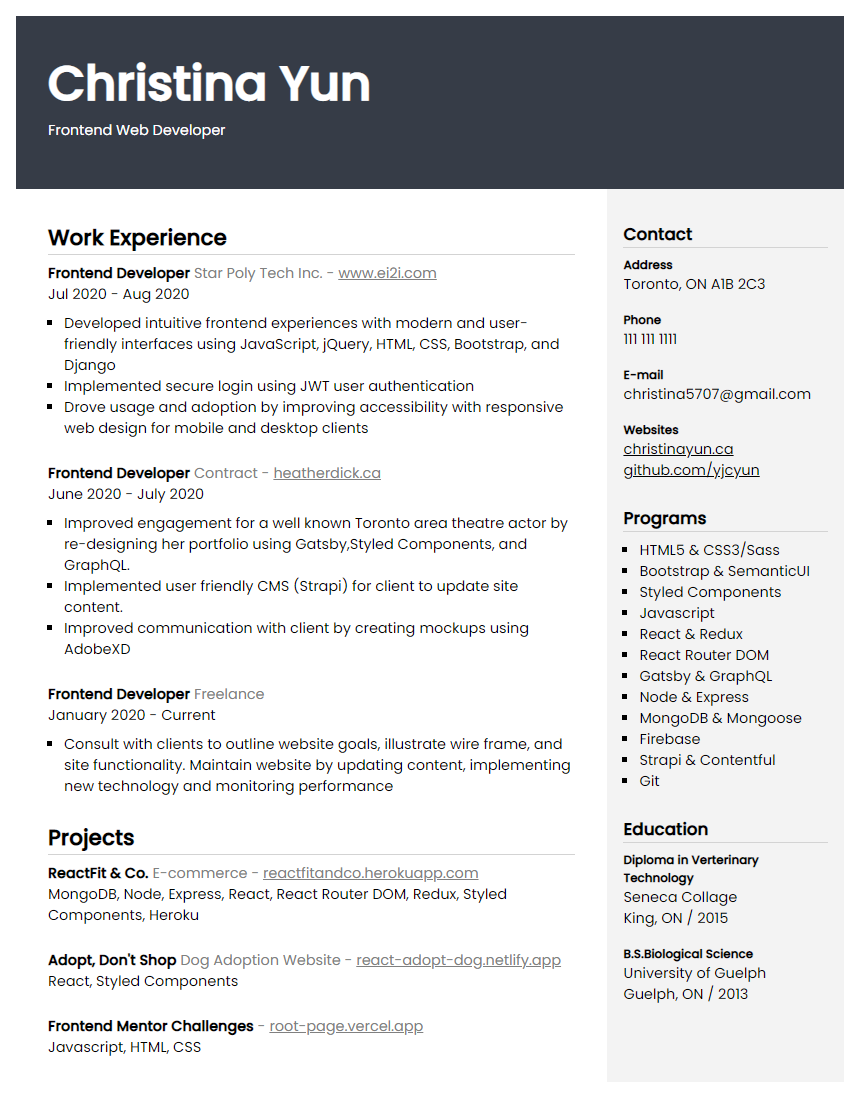 Christina Yun
Frontend Web Developer
Work Experience
Frontend Developer Star Poly Tech Inc. - www.ei2i.com
Jul 2020 - Aug 2020
Developed intuitive frontend experiences with modern and user-
friendly interfaces using JavaScript, jQuery, HTML, CSS, Bootstrap, and
Django
Implemented secure login using JWT user authentication
Drove usage and adoption by improving accessibility with responsive
web design for mobile and desktop clients
Frontend Developer Contract - heatherdick.ca
June 2020 - July 2020
Improved engagement for a well known Toronto area theatre actor by
re-designing her portfolio using Gatsby,Styled Components, and
GraphQL.
Implemented user friendly CMS (Strapi) for client to update site
content.
Improved communication with client by creating mockups using
AdobeXD
Frontend Developer Freelance
January 2020 - Current
Consult with clients to outline website goals, illustrate wire frame, and
site functionality. Maintain website by updating content, implementing
new technology and monitoring performance
Projects
ReactFit & Co. E-commerce - reactfitandco.herokuapp.com
MongoDB, Node, Express, React, React Router DOM, Redux, Styled
Components, Heroku
Adopt, Don't Shop Dog Adoption Website - react-adopt-dog.netlify.app
React, Styled Components
Frontend Mentor Challenges - root-page.vercel.app
Javascript, HTML, CSS
Contact
Address
Toronto, ON A1B 2C3
Phone
111 111 1111
E-mail
christina5707@gmail.com
Websites
christinayun.ca
github.com/yjcyun
Programs
HTML5 & CSS3/Sass
Bootstrap & SemanticUI
Styled Components
Javascript
React & Redux
React Router DOM
Gatsby & GraphQL
Node & Express
MongoDB & Mongoose
Firebase
Strapi & Contentful
Git
Education
Diploma in Verterinary
Technology
Seneca Collage
King, ON / 2015
B.S.Biological Science
University of Guelph
Guelph, ON / 2013